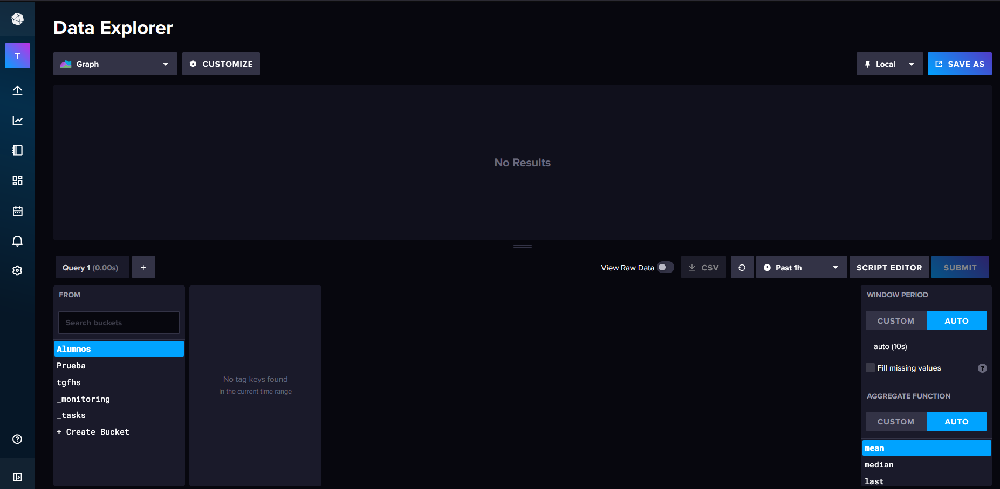 Data Explorer
T
Graph
CUSTOMIZE
Local
SAVE AS
No Results
Query 1 (0.00s)
+
View Raw Data
CSV
Past 1h
SCRIPT EDITOR
SUBMIT
FROM
Search buckets
Alumnos
Prueba
tgfhs
_monitoring
_tasks
+ Create Bucket
No tag keys found
in the current time range
WINDOW PERIOD
CUSTOM
AUTO
auto (10s)
Fill missing values
?
AGGREGATE FUNCTION
CUSTOM
AUTO
mean
median
last